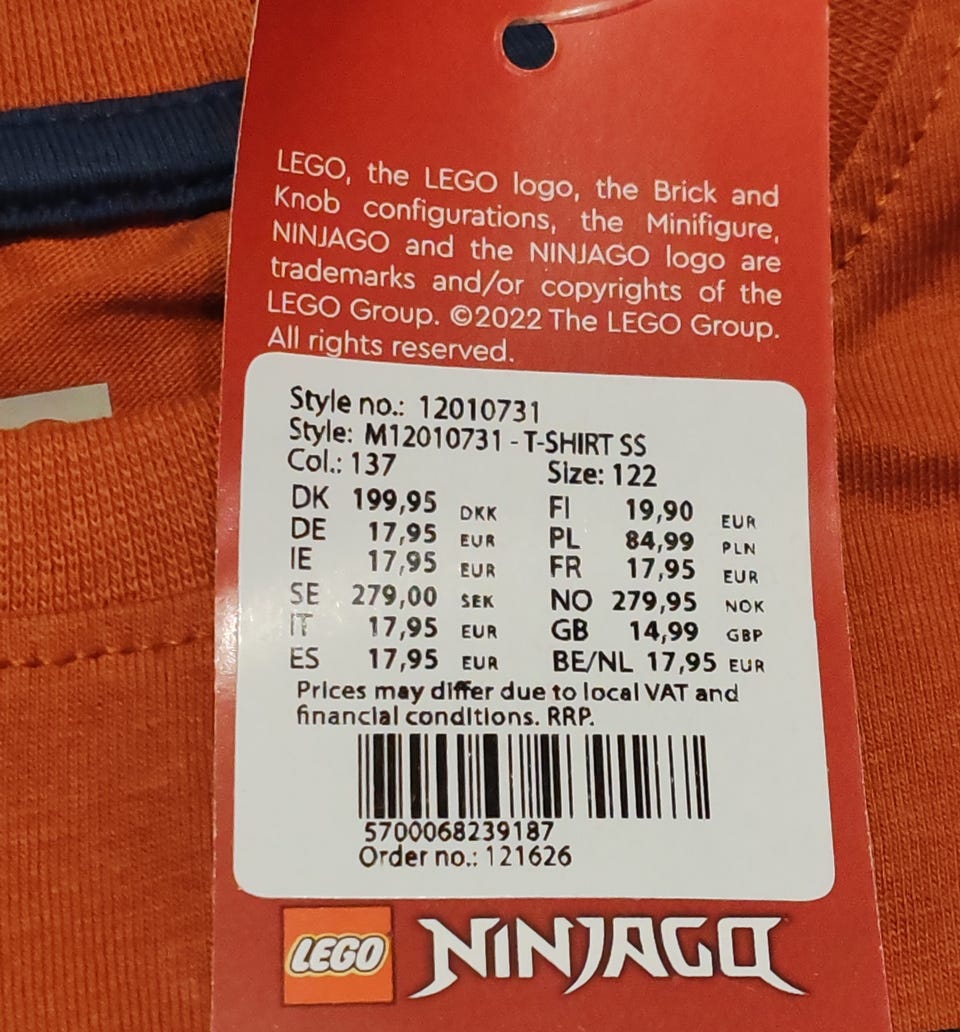 LEGO, the LEGO logo, the Brick and
Knob configurations, the Minifigure,
NINJAGO and the NINJAGO logo are
trademarks and/or copyrights of the
LEGO Group. ©2022 The LEGO Group.
All rights reserved.
Style no.: 12010731
Style: M12010731 - T-SHIRT SS
Col.: 137 Size: 122
DK 199,95 DKK FI 19,90 EUR
DE 17,95 EUR PL 84,99 PLN
IE 17,95 EUR FR 17,95 EUR
SE 279,00 SEK NO 279,95 NOK
IT 17,95 EUR GB 14,99 GBP
ES 17,95 EUR BE/NL 17,95 EUR
Prices may differ due to local VAT and
financial conditions. RRP.
5700068239187
Order no.: 121626
LEGO NINJAGO